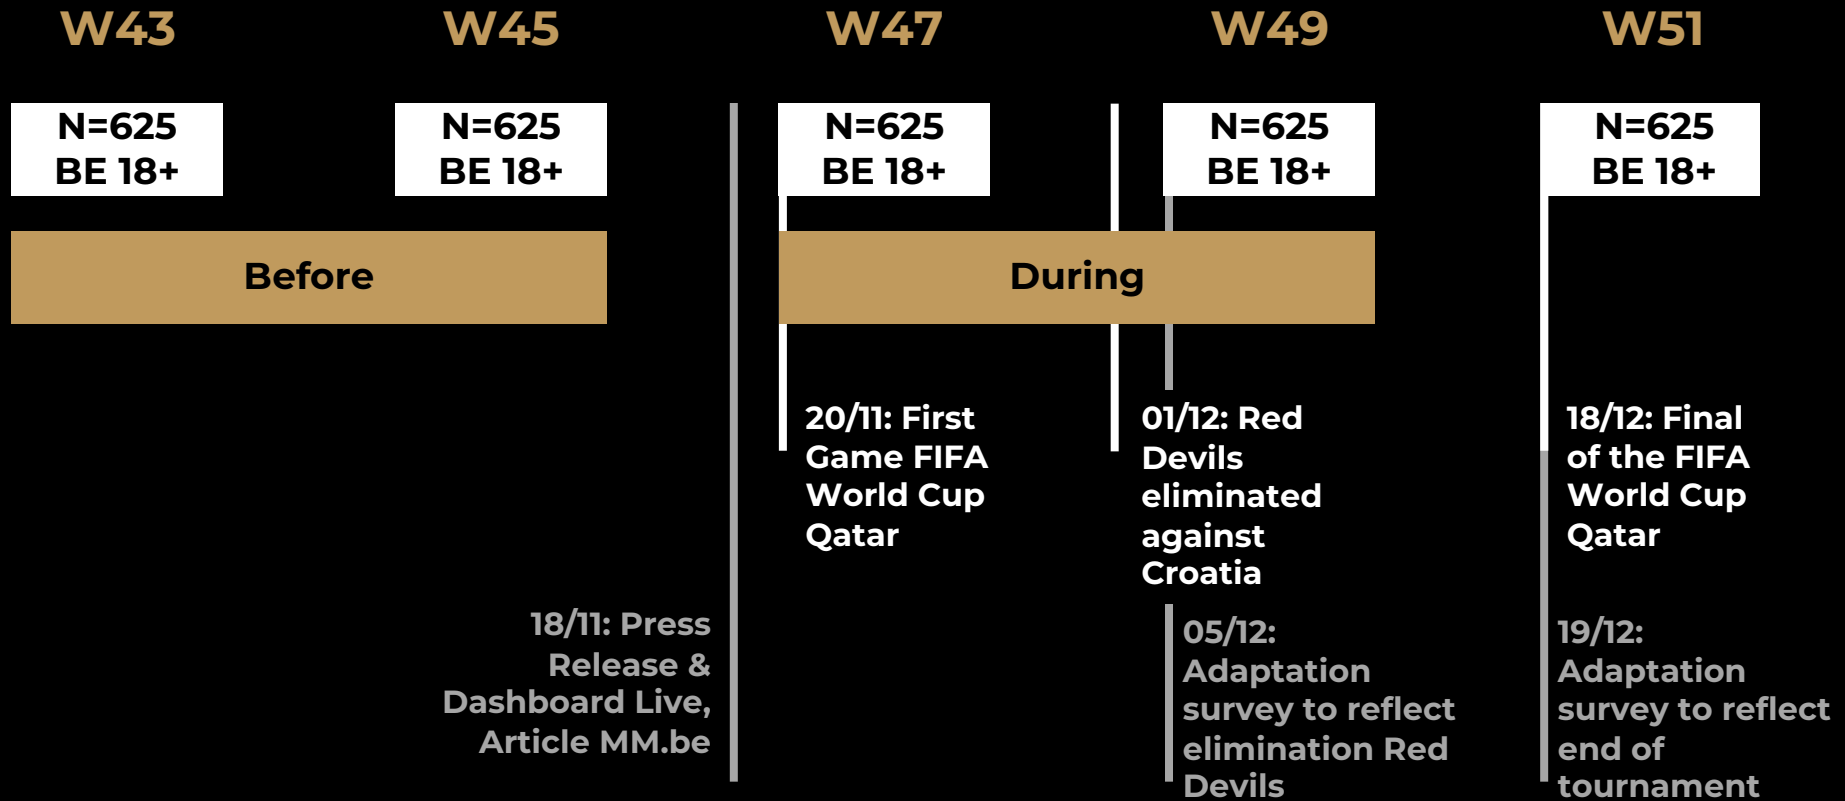 W43
W45
W47
W49
W51
N=625
BE 18+
N=625
BE 18+
N=625
BE 18+
N=625
BE 18+
N=625
BE 18+
Before
During
20/11: First
Game FIFA
World Cup
Qatar
01/12: Red
Devils
eliminated
against
Croatia
18/12: Final
of the FIFA
World Cup
Qatar
18/11: Press
Release &
Dashboard Live,
Article MM.be
05/12:
Adaptation
survey to reflect
elimination Red
Devils
19/12:
Adaptation
survey to reflect
end of
tournament